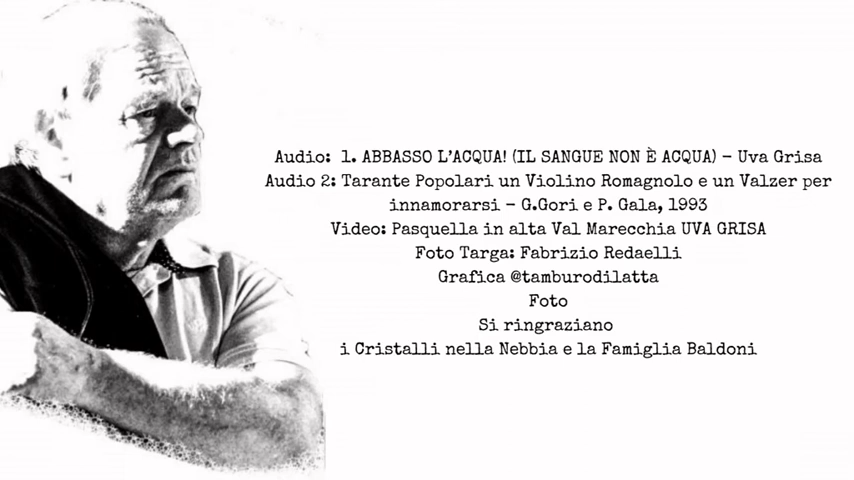 Audio: 1. ABBASSO L'ACQUA! (IL SANGUE NON È ACQUA) - Uva Grisa
Audio 2: Tarante Popolari un Violino Romagnolo e un Valzer per
innamorarsi - G.Gori e P. Gala, 1993
Video: Pasquella in alta Val Marecchia UVA GRISA
Foto Targa: Fabrizio Redaelli
Grafica @tamburodilatta
Foto
Si ringraziano
i Cristalli nella Nebbia e la Famiglia Baldoni